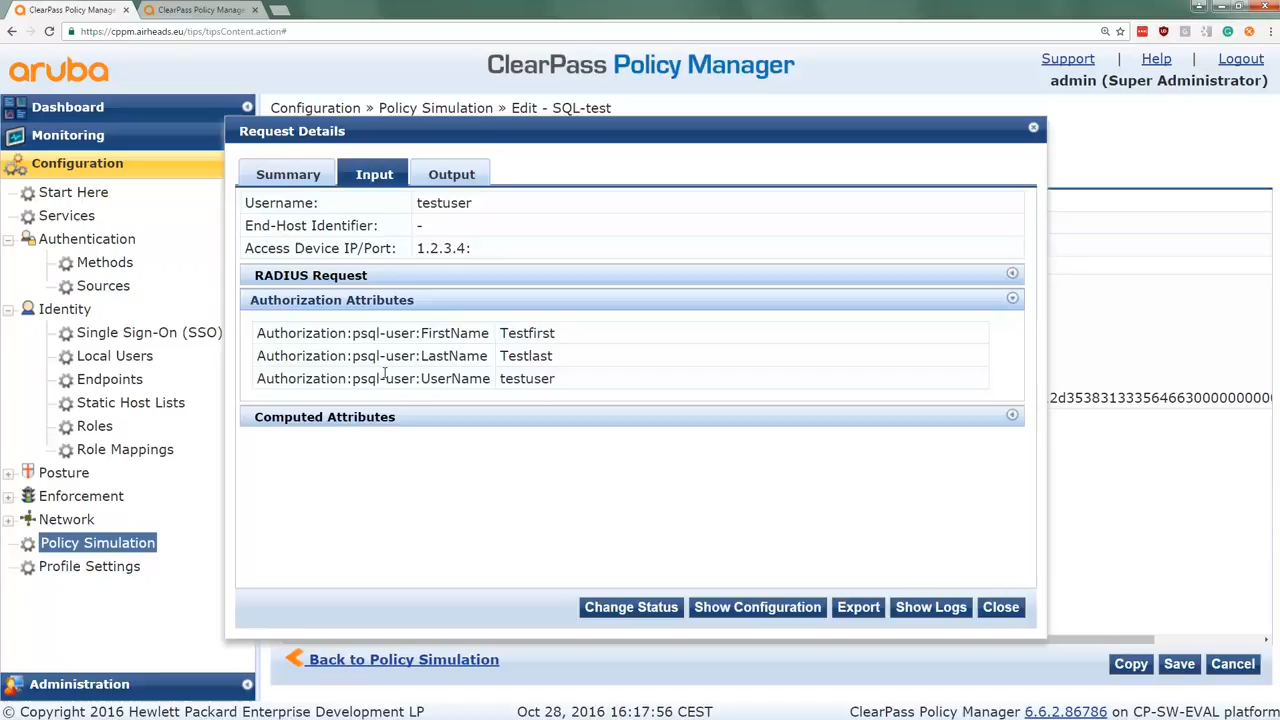 ClearPass Policy Manage
ClearPass Policy Manage
https://cppm.airheads.eu/tips/tipsContent.action#
aruba
ClearPass Policy Manager
Support | Help | Logout
admin (Super Administrator)
Dashboard
Monitoring
Configuration
Start Here
Services
Authentication
Methods
Sources
Identity
Single Sign-On (SSO)
Local Users
Endpoints
Static Host Lists
Roles
Role Mappings
Posture
Enforcement
Network
Policy Simulation
Profile Settings
Administration
Configuration » Policy Simulation » Edit - SQL-test
Request Details
Summary Input Output
Username: testuser
End-Host Identifier: -
Access Device IP/Port: 1.2.3.4:
RADIUS Request
Authorization Attributes
Authorization:psql-user:FirstName Testfirst
Authorization:psql-user:LastName Testlast
Authorization:psql-user:UserName testuser
Computed Attributes
Change Status Show Configuration Export Show Logs Close
Back to Policy Simulation
Copy Save Cancel
© Copyright 2016 Hewlett Packard Enterprise Development LP Oct 28, 2016 16:17:56 CEST ClearPass Policy Manager 6.6.2.86786 on CP-SW-EVAL platform